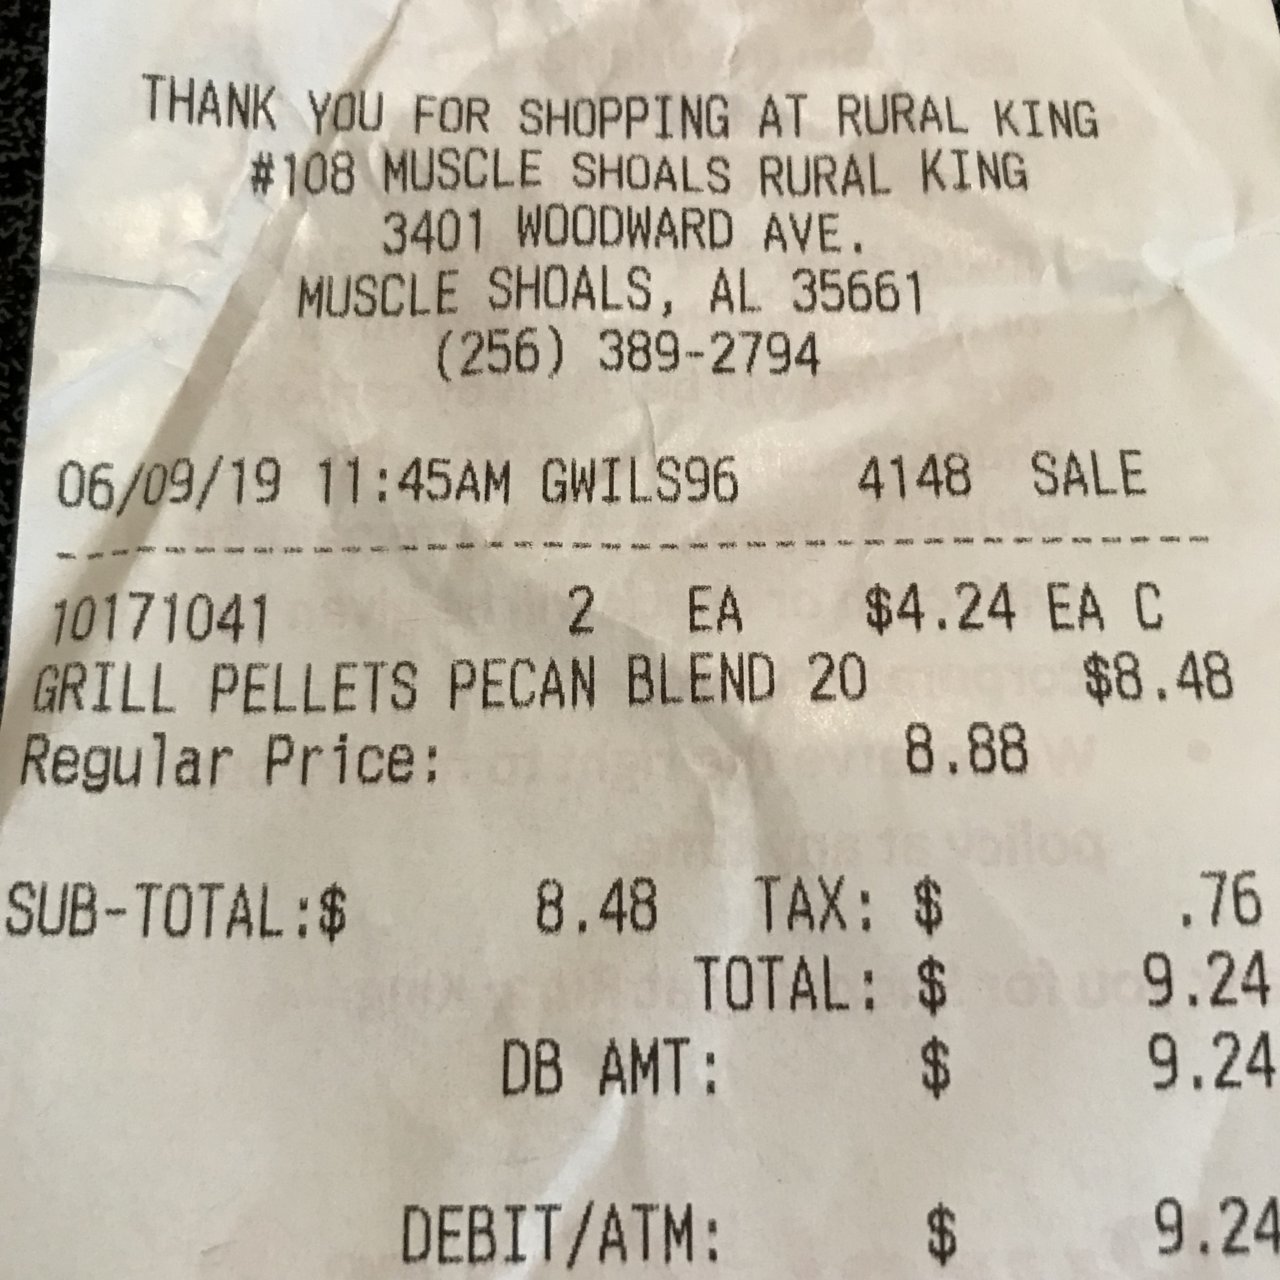 THANK YOU FOR SHOPPING AT RURAL KING
#108 MUSCLE SHOALS RURAL KING
3401 WOODWARD AVE.
MUSCLE SHOALS, AL 35661
(256) 389-2794
06/09/19 11:45AM GWILS96 4148 SALE
10171041 2 EA $4.24 EA C
GRILL PELLETS PECAN BLEND 20 $8.48
Regular Price: 8.88
SUB-TOTAL:$ 8.48 TAX: $ .76
TOTAL: $ 9.24
DB AMT: $ 9.24
DEBIT/ATM: $ 9.24